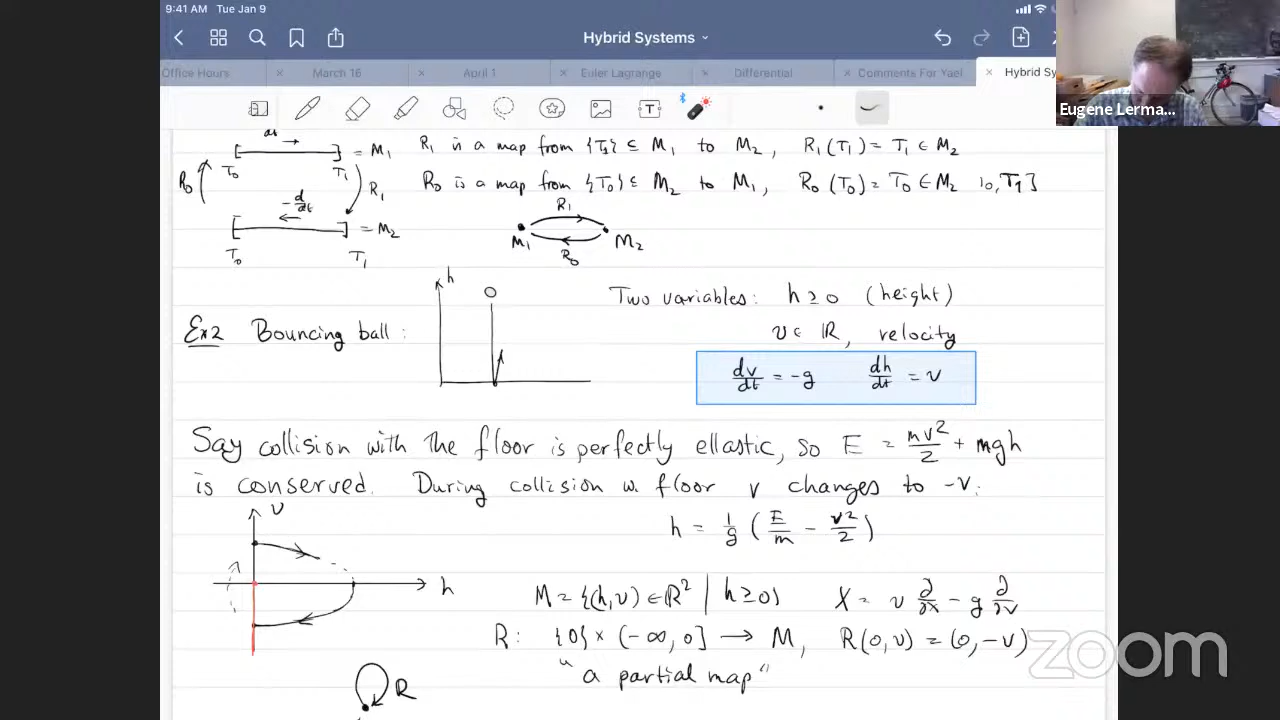 9:41 AM Tue Jan 9
Hybrid Systems
Office Hours
March 16
April 1
Euler Lagrange
Differential
Comments For Yael
Hybrid Sy
Eugene Lerma...
T₀ T₁ = M₁
R₁ is a map from {T₁} ⊆ M₁ to M₂, R₁(T₁) = T₁ ∈ M₂
R₀ R₁
R₀ is a map from {T₀} ⊆ M₂ to M₁, R₀(T₀) = T₀ ∈ M₂
-d/dt
= M₂
T₀ T₁
R₁
M₁ M₂
R₀
h
Two variables: h ≥ 0 (height)
Ex2 Bouncing ball:
v ∈ ℝ, velocity
dv/dt = -g dh/dt = v
Say collision with the floor is perfectly ellastic, so E = mv²/2 + mgh
is conserved. During collision w. floor v changes to -v.
v
h = 1/g (E/m - v²/2)
h
M = {(h,v) ∈ ℝ² | h ≥ 0} X = v ∂/∂x - g ∂/∂v
R: {0} × (-∞, 0] → M, R(0,v) = (0,-v)
"a partial map"
R
zoom